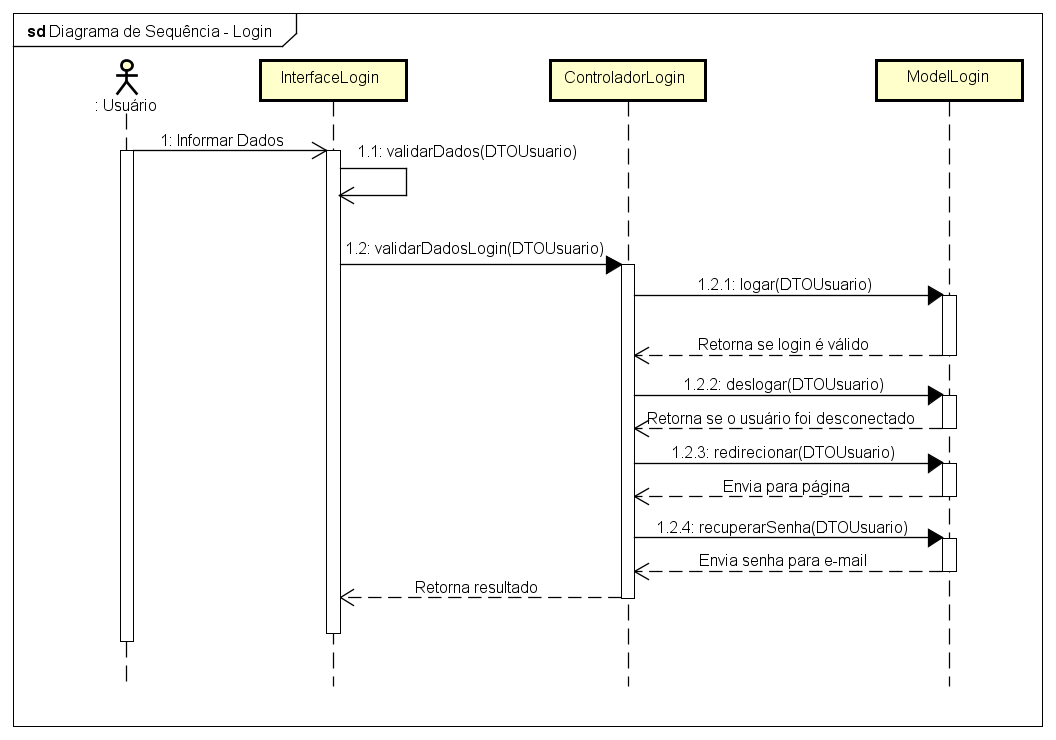 sd Diagrama de Sequência - Login
InterfaceLogin
ControladorLogin
ModelLogin
: Usuário
1: Informar Dados
1.1: validarDados(DTOUsuario)
1.2: validarDadosLogin(DTOUsuario)
1.2.1: logar(DTOUsuario)
Retorna se login é válido
1.2.2: deslogar(DTOUsuario)
Retorna se o usuário foi desconectado
1.2.3: redirecionar(DTOUsuario)
Envia para página
1.2.4: recuperarSenha(DTOUsuario)
Envia senha para e-mail
Retorna resultado